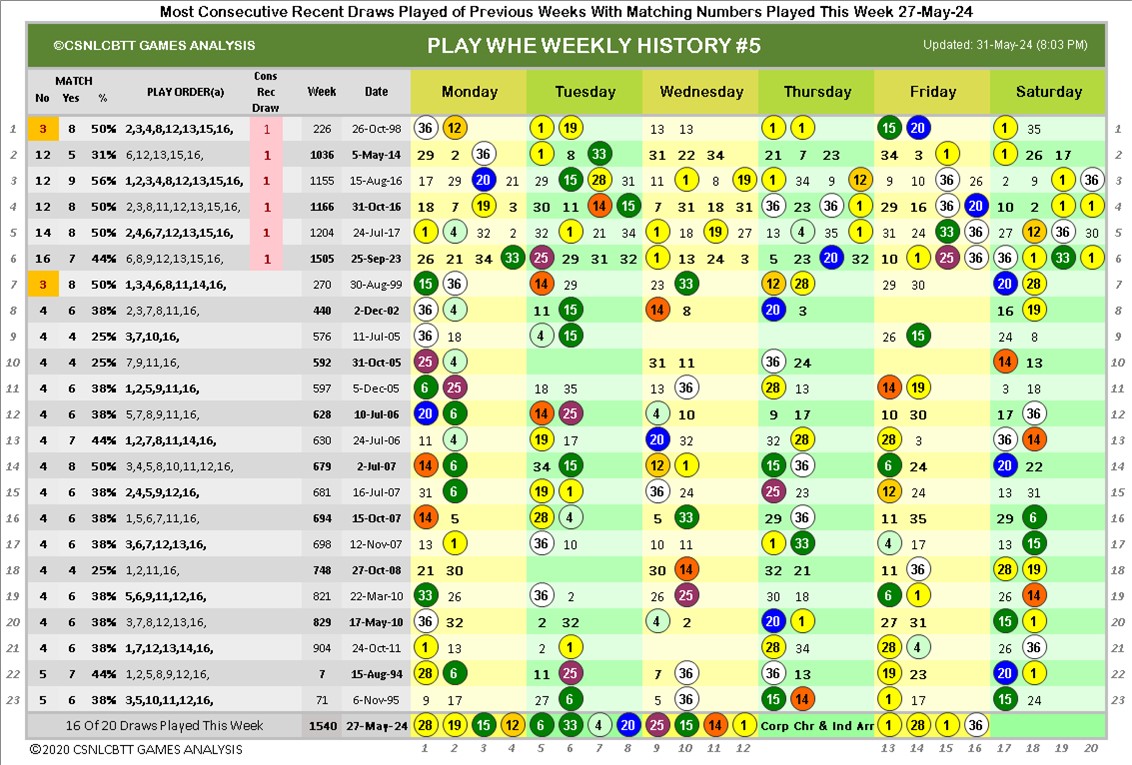 Most Consecutive Recent Draws Played of Previous Weeks With Matching Numbers Played This Week 27-May-24
©CSNLCBTT GAMES ANALYSIS PLAY WHE WEEKLY HISTORY #5 Updated: 31-May-24 (8:03 PM)
No MATCH Yes % PLAY ORDER(a) Cons Rec Draw Week Date Monday Tuesday Wednesday Thursday Friday Saturday
1 3 8 50% 2,3,4,8,12,13,15,16, 1 226 26-Oct-98 36 12 1 19 13 13 1 1 15 20 1 35 1
2 12 5 31% 6,12,13,15,16, 1 1036 5-May-14 29 2 36 1 8 33 31 22 34 21 7 23 34 3 1 1 26 17 2
3 12 9 56% 1,2,3,4,8,12,13,15,16, 1 1155 15-Aug-16 17 29 20 21 29 15 28 31 11 1 8 19 1 34 9 12 9 10 36 26 2 9 1 36 3
4 12 8 50% 2,3,8,11,12,13,15,16, 1 1166 31-Oct-16 18 7 19 3 30 11 14 15 7 31 18 31 36 23 36 1 29 16 36 20 10 2 1 1 4
5 14 8 50% 2,4,6,7,12,13,15,16, 1 1204 24-Jul-17 1 4 32 2 32 1 21 34 1 18 19 27 13 4 35 1 31 24 33 36 27 12 36 30 5
6 16 7 44% 6,8,9,12,13,15,16, 1 1505 25-Sep-23 26 21 34 33 25 29 31 32 1 13 24 3 5 23 20 32 10 1 25 36 36 1 33 1 6
7 3 8 50% 1,3,4,6,8,11,14,16, 270 30-Aug-99 15 36 14 29 23 33 12 28 29 30 20 28 7
8 4 6 38% 2,3,7,8,11,16, 440 2-Dec-02 36 4 11 15 14 8 20 3 16 19 8
9 4 4 25% 3,7,10,16, 576 11-Jul-05 36 18 4 15 26 15 24 8 9
10 4 4 25% 7,9,11,16, 592 31-Oct-05 25 4 31 11 36 24 14 13 10
11 4 6 38% 1,2,5,9,11,16, 597 5-Dec-05 6 25 18 35 13 36 28 13 14 19 3 18 11
12 4 6 38% 5,7,8,9,11,16, 628 10-Jul-06 20 6 14 25 4 10 9 17 10 30 17 36 12
13 4 7 44% 1,2,7,8,11,14,16, 630 24-Jul-06 11 4 19 17 20 32 32 28 28 3 36 14 13
14 4 8 50% 3,4,5,8,10,11,12,16, 679 2-Jul-07 14 6 34 15 12 1 15 36 6 24 20 22 14
15 4 6 38% 2,4,5,9,12,16, 681 16-Jul-07 31 6 19 1 36 24 25 23 12 24 13 31 15
16 4 6 38% 1,5,6,7,11,16, 694 15-Oct-07 14 5 28 4 5 33 29 36 11 35 29 6 16
17 4 6 38% 3,6,7,12,13,16, 698 12-Nov-07 13 1 36 10 10 11 1 33 4 17 13 15 17
18 4 4 25% 1,2,11,16, 748 27-Oct-08 21 30 30 14 32 21 11 36 28 19 18
19 4 6 38% 5,6,9,11,12,16, 821 22-Mar-10 33 26 36 2 26 25 30 18 6 1 26 14 19
20 4 6 38% 3,7,8,12,13,16, 829 17-May-10 36 32 2 32 4 2 20 1 27 31 15 1 20
21 4 6 38% 1,7,12,13,14,16, 904 24-Oct-11 1 13 2 1 28 34 28 4 26 36 21
22 5 7 44% 1,2,5,8,9,12,16, 7 15-Aug-94 28 6 11 25 7 36 36 13 19 23 20 1 22
23 5 6 38% 3,5,10,11,12,16, 71 6-Nov-95 9 17 27 6 5 36 15 14 1 17 15 24 23
16 Of 20 Draws Played This Week 1540 27-May-24 28 19 15 12 6 33 4 20 25 15 14 1 Corp Chr & Ind Arr 1 28 1 36
©2020 CSNLCBTT GAMES ANALYSIS 1 2 3 4 5 6 7 8 9 10 11 12 13 14 15 16 17 18 19 20